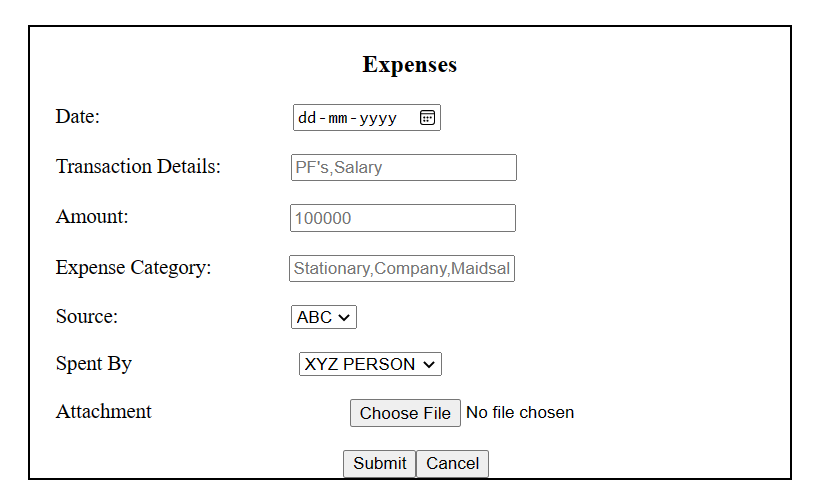 Expenses
Date: dd-mm-yyyy
Transaction Details: PF's,Salary
Amount: 100000
Expense Category: Stationary,Company,Maidsal
Source: ABC
Spent By XYZ PERSON
Attachment Choose File No file chosen
Submit Cancel